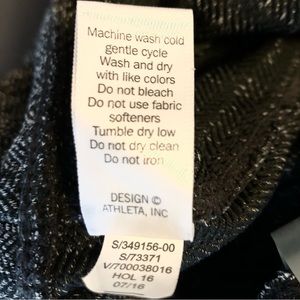 Machine wash cold
gentle cycle
Wash and dry
with like colors
Do not bleach
Do not use fabric
softeners
Tumble dry low
Do not dry clean
Do not iron
DESIGN ©
ATHLETA, INC
S/349156-00
S/73371
V/700038016
HOL 16
07/16